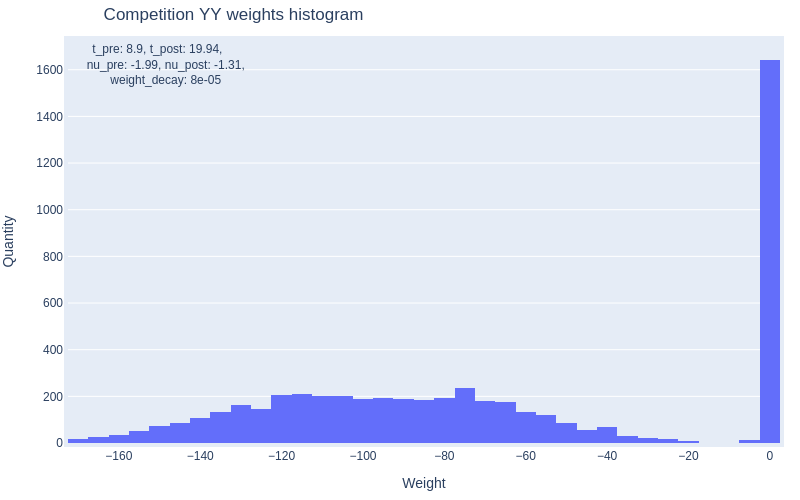 Competition YY weights histogram
t_pre: 8.9, t_post: 19.94,
nu_pre: -1.99, nu_post: -1.31,
weight_decay: 8e-05
1600
1400
1200
1000
800
600
400
200
0
Quantity
−160 −140 −120 −100 −80 −60 −40 −20 0
Weight